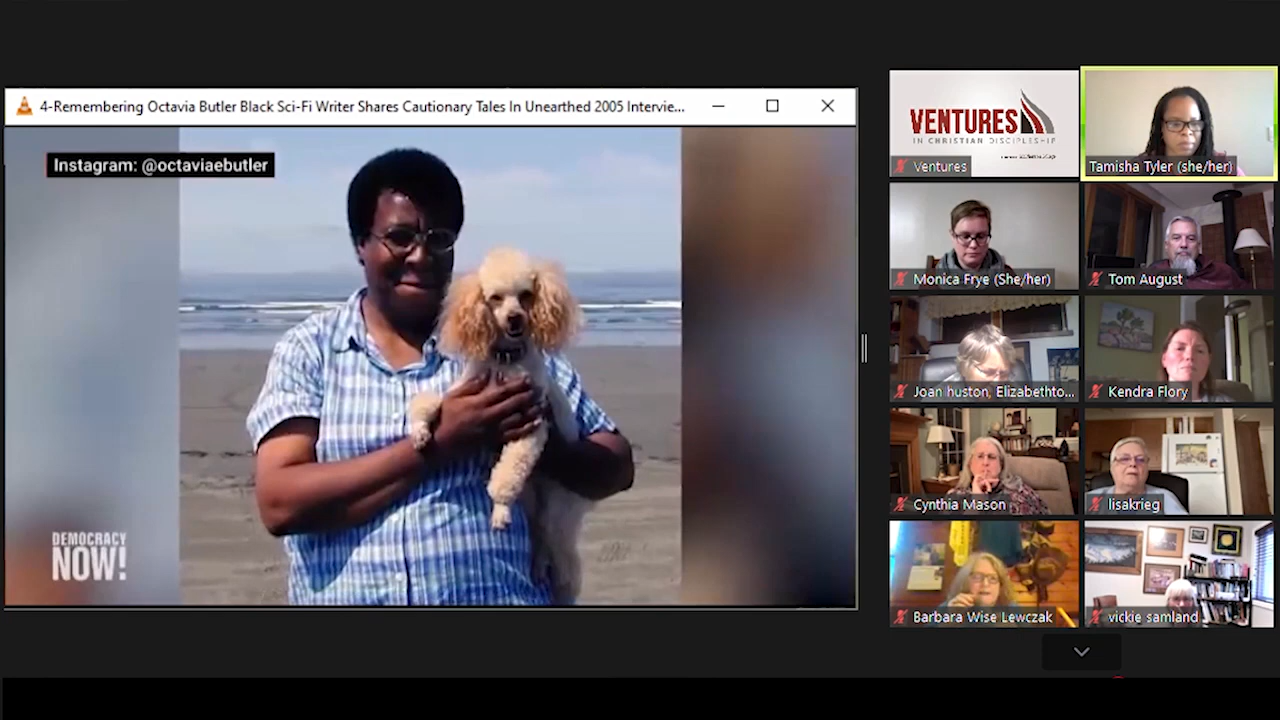 4-Remembering Octavia Butler Black Sci-Fi Writer Shares Cautionary Tales In Unearthed 2005 Intervie...
Instagram: @octaviaebutler
DEMOCRACY
NOW!
VENTURES
IN CHRISTIAN DISCIPLESHIP
Ventures
Tamisha Tyler (she/her)
Monica Frye (She/her)
Tom August
Joan huston, Elizabethto...
Kendra Flory
Cynthia Mason
lisakrieg
Barbara Wise Lewczak
vickie samland